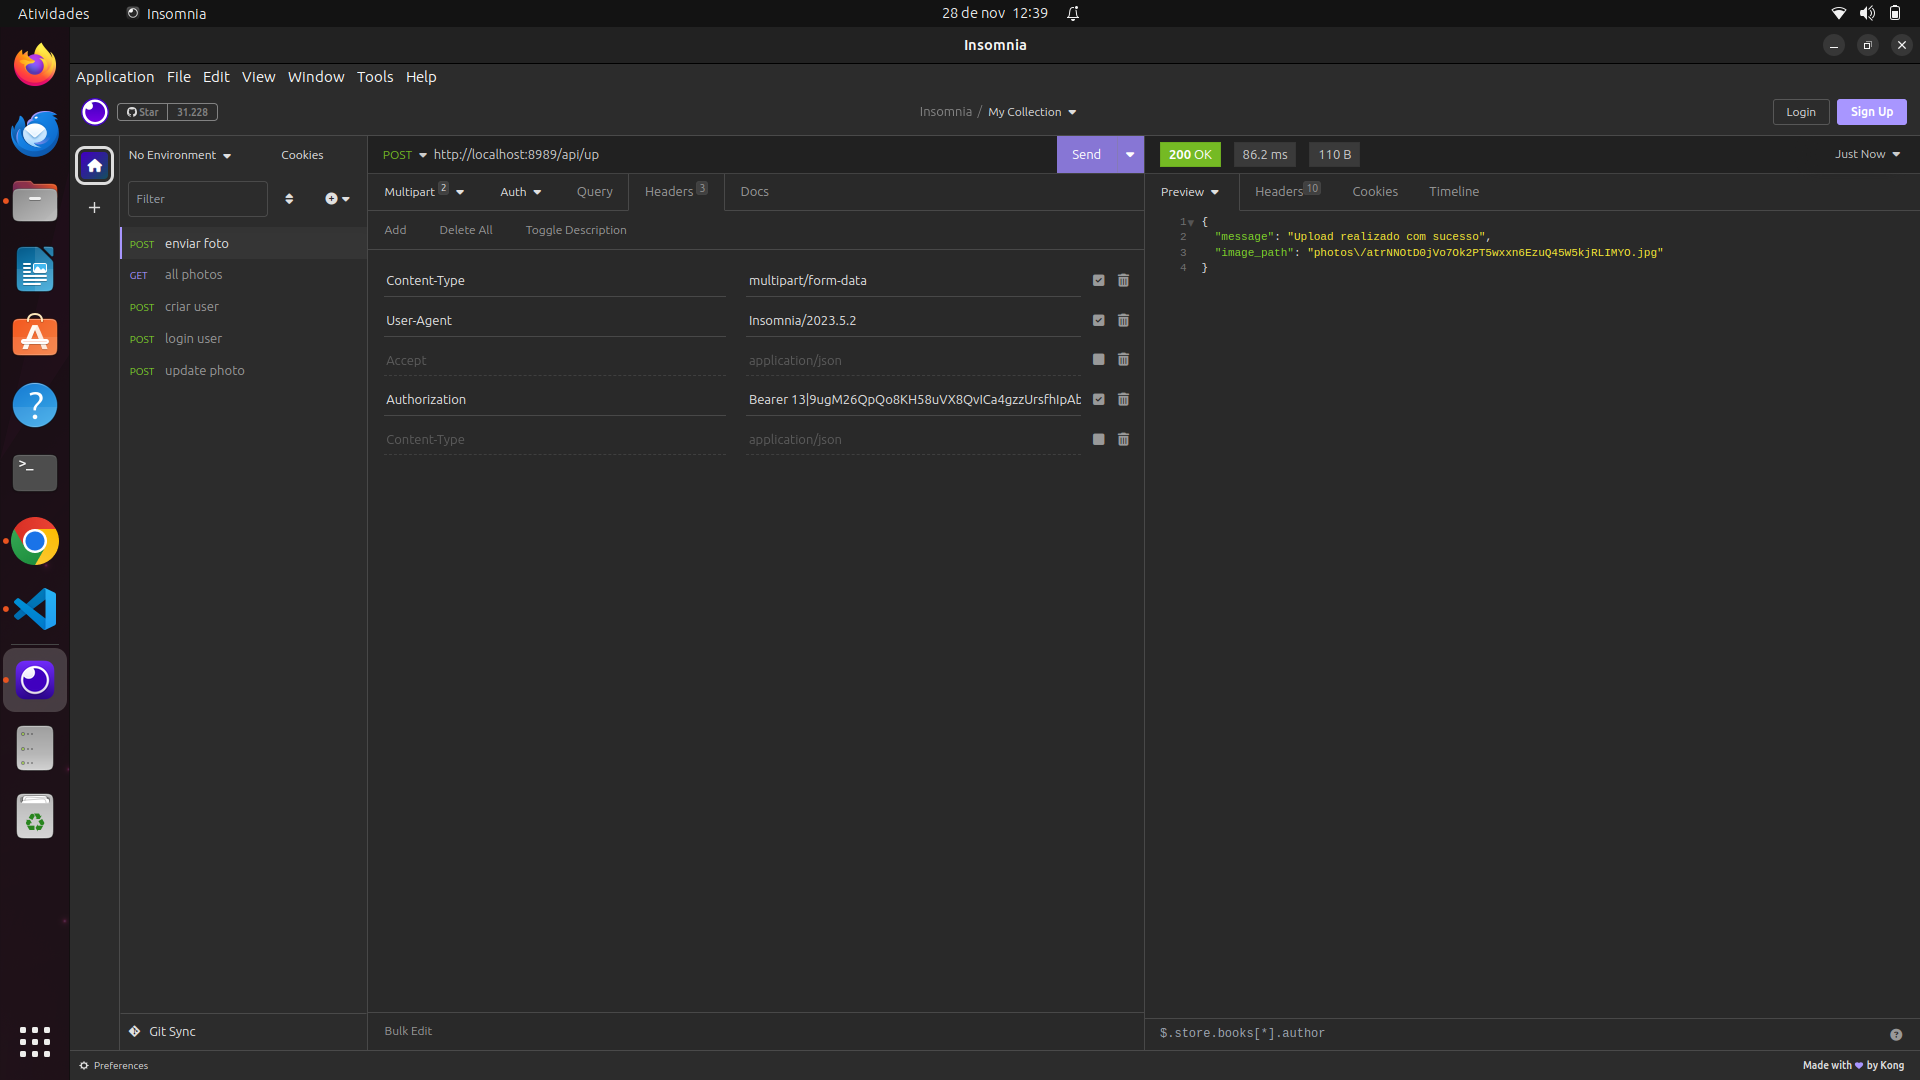 Atividades
Insomnia
28 de nov 12:39
Insomnia
Application File Edit View Window Tools Help
Star 31.228
Insomnia / My Collection
Login
Sign Up
No Environment
Cookies
POST http://localhost:8989/api/up
Send
200 OK
86.2 ms
110 B
Just Now
Filter
Multipart 2
Auth
Query
Headers 3
Docs
Preview
Headers 10
Cookies
Timeline
Add
Delete All
Toggle Description
POST enviar foto
GET all photos
POST criar user
POST login user
POST update photo
Content-Type multipart/form-data
User-Agent Insomnia/2023.5.2
Accept application/json
Authorization Bearer 13|9ugM26QpQo8KH58uVX8QvICa4gzzUrsfhIpAb
Content-Type application/json
1 {
2 "message": "Upload realizado com sucesso",
3 "image_path": "photos\/atrNNOtD0jVo7Ok2PT5wxxn6EzuQ45W5kjRLIMYO.jpg"
4 }
Git Sync
Bulk Edit
$.store.books[*].author
Preferences
Made with by Kong